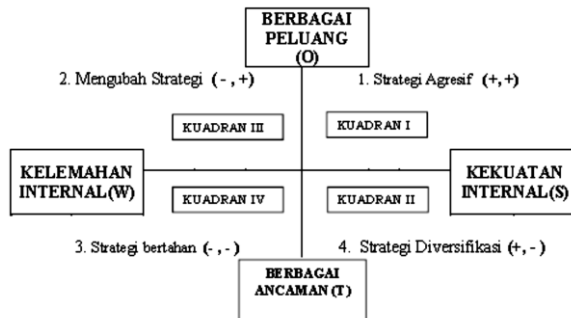 BERBAGAI
PELUANG
(O)
2. Mengubah Strategi (- , +)
1. Strategi Agresif (+, +)
KUADRAN III
KUADRAN I
KELEMAHAN
INTERNAL(W)
KEKUATAN
INTERNAL(S)
KUADRAN IV
KUADRAN II
3. Strategi bertahan (- , -)
4. Strategi Diversifikasi (+, - )
BERBAGAI
ANCAMAN (T)